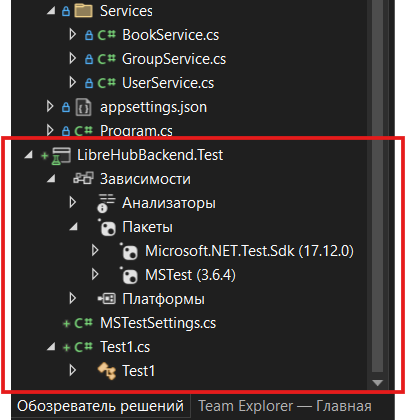 Services
BookService.cs
GroupService.cs
UserService.cs
appsettings.json
Program.cs
LibreHubBackend.Test
Зависимости
Анализаторы
Пакеты
Microsoft.NET.Test.Sdk (17.12.0)
MSTest (3.6.4)
Платформы
MSTestSettings.cs
Test1.cs
Test1
Обозреватель решений Team Explorer — Главная